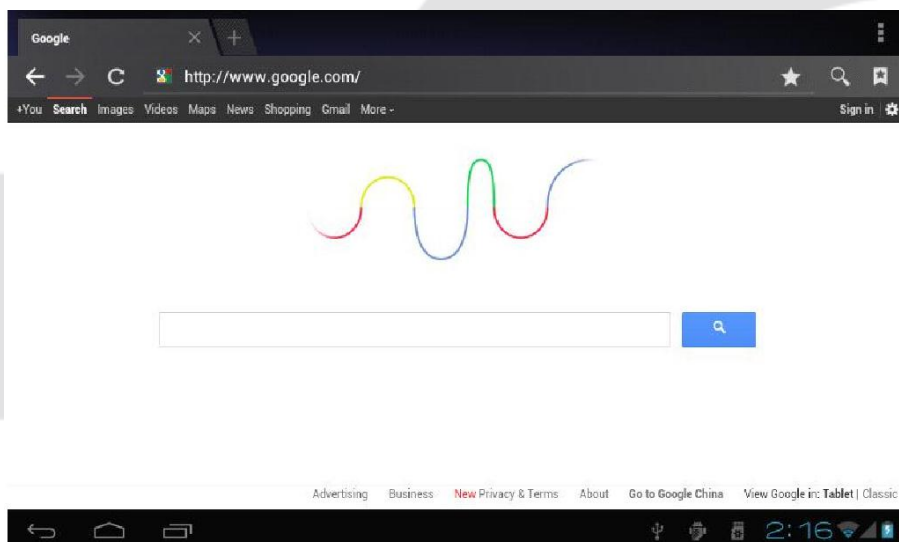 Google
http://www.google.com/
+You Search Images Videos Maps News Shopping Gmail More
Sign in
Advertising Business New Privacy & Terms About Go to Google China View Google in: Tablet | Classic
2:16